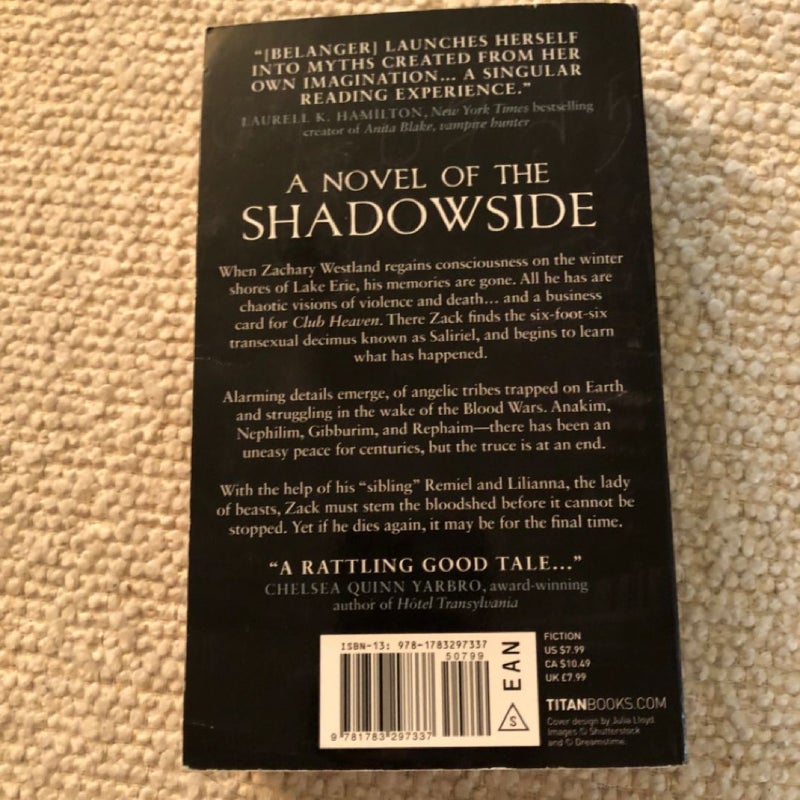 “[BELANGER] LAUNCHES HERSELF
INTO MYTHS CREATED FROM HER
OWN IMAGINATION... A SINGULAR
READING EXPERIENCE.”
LAURELL K. HAMILTON, New York Times bestselling
creator of Anita Blake, vampire hunter
A NOVEL OF THE
SHADOWSIDE
When Zachary Westland regains consciousness on the winter
shores of Lake Erie, his memories are gone. All he has are
chaotic visions of violence and death... and a business
card for Club Heaven. There Zack finds the six-foot-six
transexual decimus known as Saliriel, and begins to learn
what has happened.
Alarming details emerge, of angelic tribes trapped on Earth
and struggling in the wake of the Blood Wars. Anakim,
Nephilim, Gibburim, and Rephaim—there has been an
uneasy peace for centuries, but the truce is at an end.
With the help of his “sibling” Remiel and Lilianna, the lady
of beasts, Zack must stem the bloodshed before it cannot be
stopped. Yet if he dies again, it may be for the final time.
“A RATTLING GOOD TALE...”
CHELSEA QUINN YARBRO, award-winning
author of Hôtel Transylvania
ISBN-13: 978-1783297337
50799
EAN
S
9 781783 297337
FICTION
US $7.99
CA $10.49
UK £7.99
TITANBOOKS.COM
Cover design by Julia Lloyd.
Images © Shutterstock
and © Dreamstime.